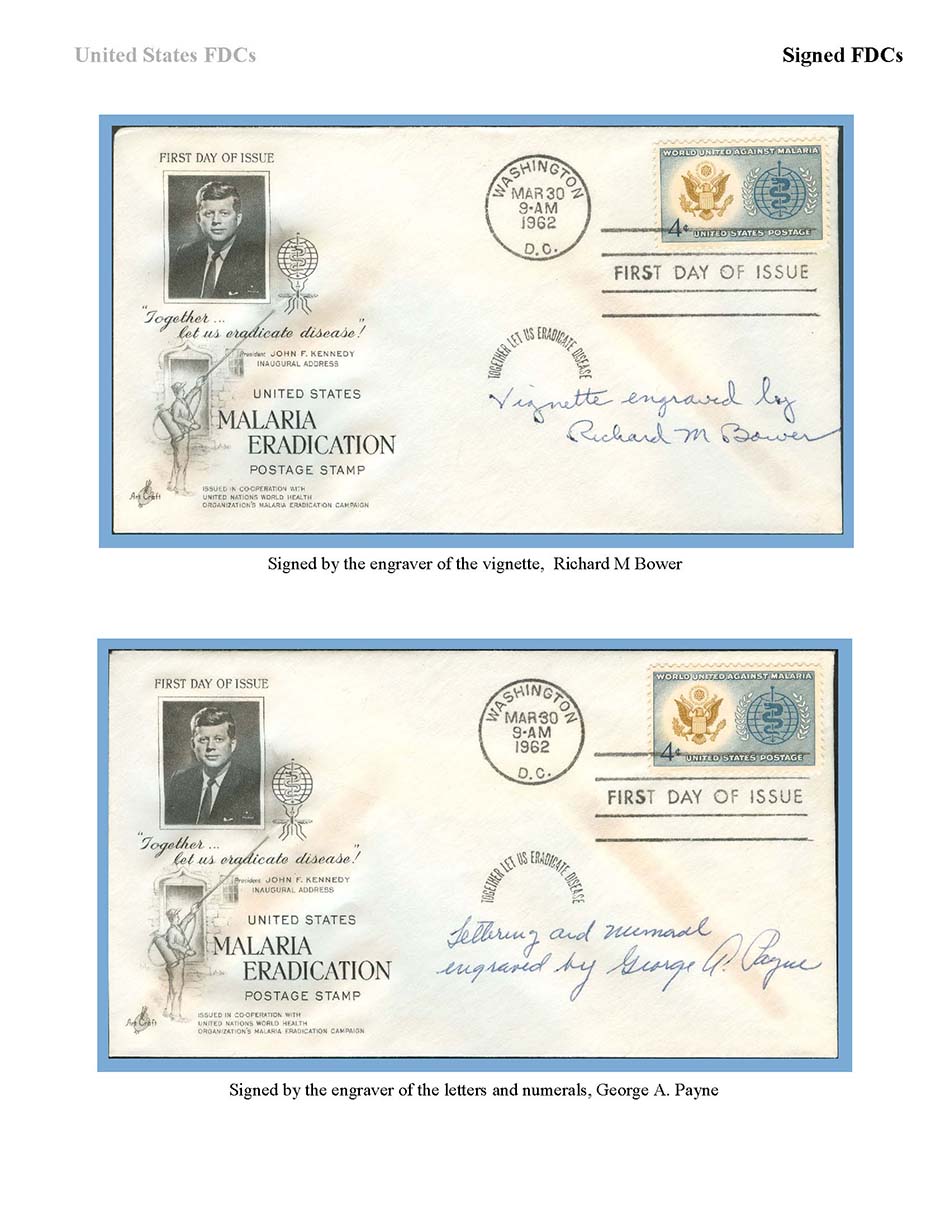 United States FDCs
Signed FDCs
FIRST DAY OF ISSUE
"Together ...
let us eradicate disease!"
President JOHN F. KENNEDY
INAUGURAL ADDRESS
UNITED STATES
MALARIA
ERADICATION
POSTAGE STAMP
ISSUED IN CO-OPERATION WITH
UNITED NATIONS WORLD HEALTH
ORGANIZATION'S MALARIA ERADICATION CAMPAIGN
Art Craft
WASHINGTON
MAR 30
9-AM
1962
D.C.
WORLD UNITED AGAINST MALARIA
4¢ UNITED STATES POSTAGE
FIRST DAY OF ISSUE
TOGETHER LET US ERADICATE DISEASE
Vignette engraved by
Richard M Bower
Signed by the engraver of the vignette, Richard M Bower
FIRST DAY OF ISSUE
"Together ...
let us eradicate disease!"
President JOHN F. KENNEDY
INAUGURAL ADDRESS
UNITED STATES
MALARIA
ERADICATION
POSTAGE STAMP
ISSUED IN CO-OPERATION WITH
UNITED NATIONS WORLD HEALTH
ORGANIZATION'S MALARIA ERADICATION CAMPAIGN
Art Craft
WASHINGTON
MAR 30
9-AM
1962
D.C.
WORLD UNITED AGAINST MALARIA
4¢ UNITED STATES POSTAGE
FIRST DAY OF ISSUE
TOGETHER LET US ERADICATE DISEASE
Lettering and numeral
engraved by George A. Payne
Signed by the engraver of the letters and numerals, George A. Payne